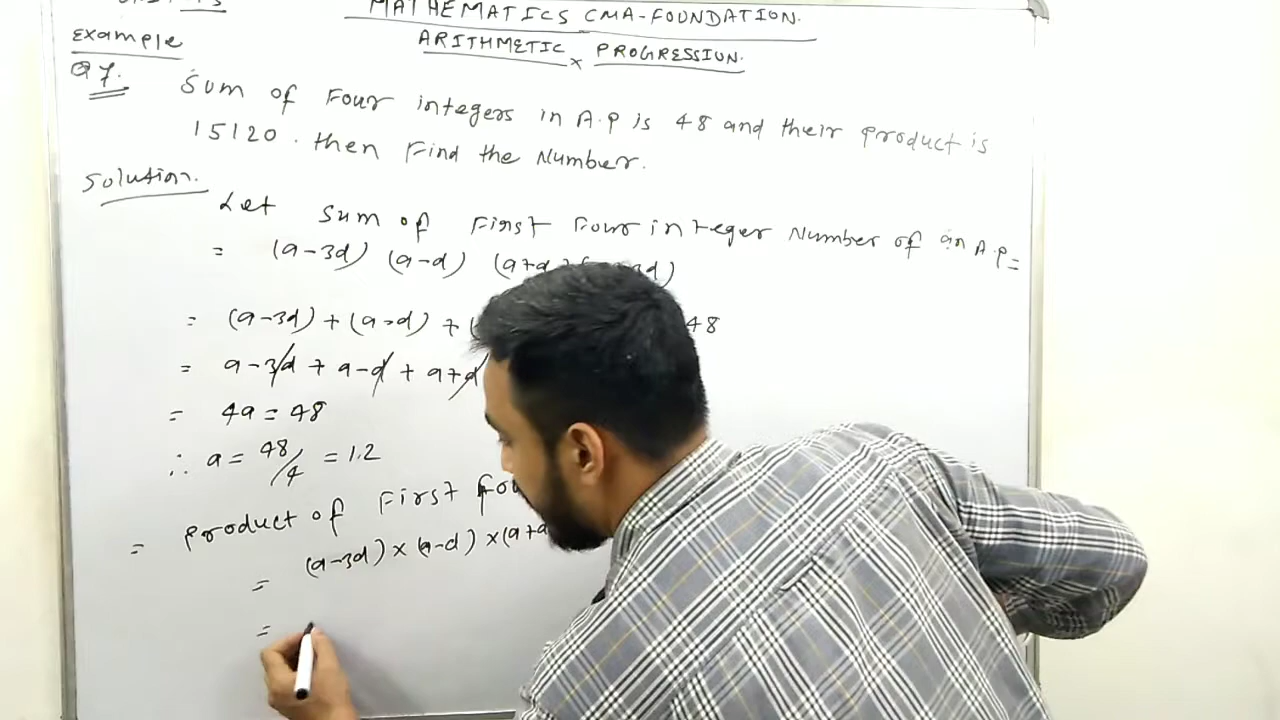 MATHEMATICS CMA-FOUNDATION.
ARITHMETIC × PROGRESSION.
Example
Q7. Sum of Four integers in A.P is 48 and their product is
15120. then Find the Number.
Solution.
Let sum of First Four integer Number of an A.P=
= (a-3d) (a-d) (a+d d)
= (a-3d) + (a-d) + ( 48
= a-3d + a-d + a+d
= 4a = 48
∴ a = 48/4 = 12
= product of First Fou
= (a-3d) × (a-d) × (a+d
=